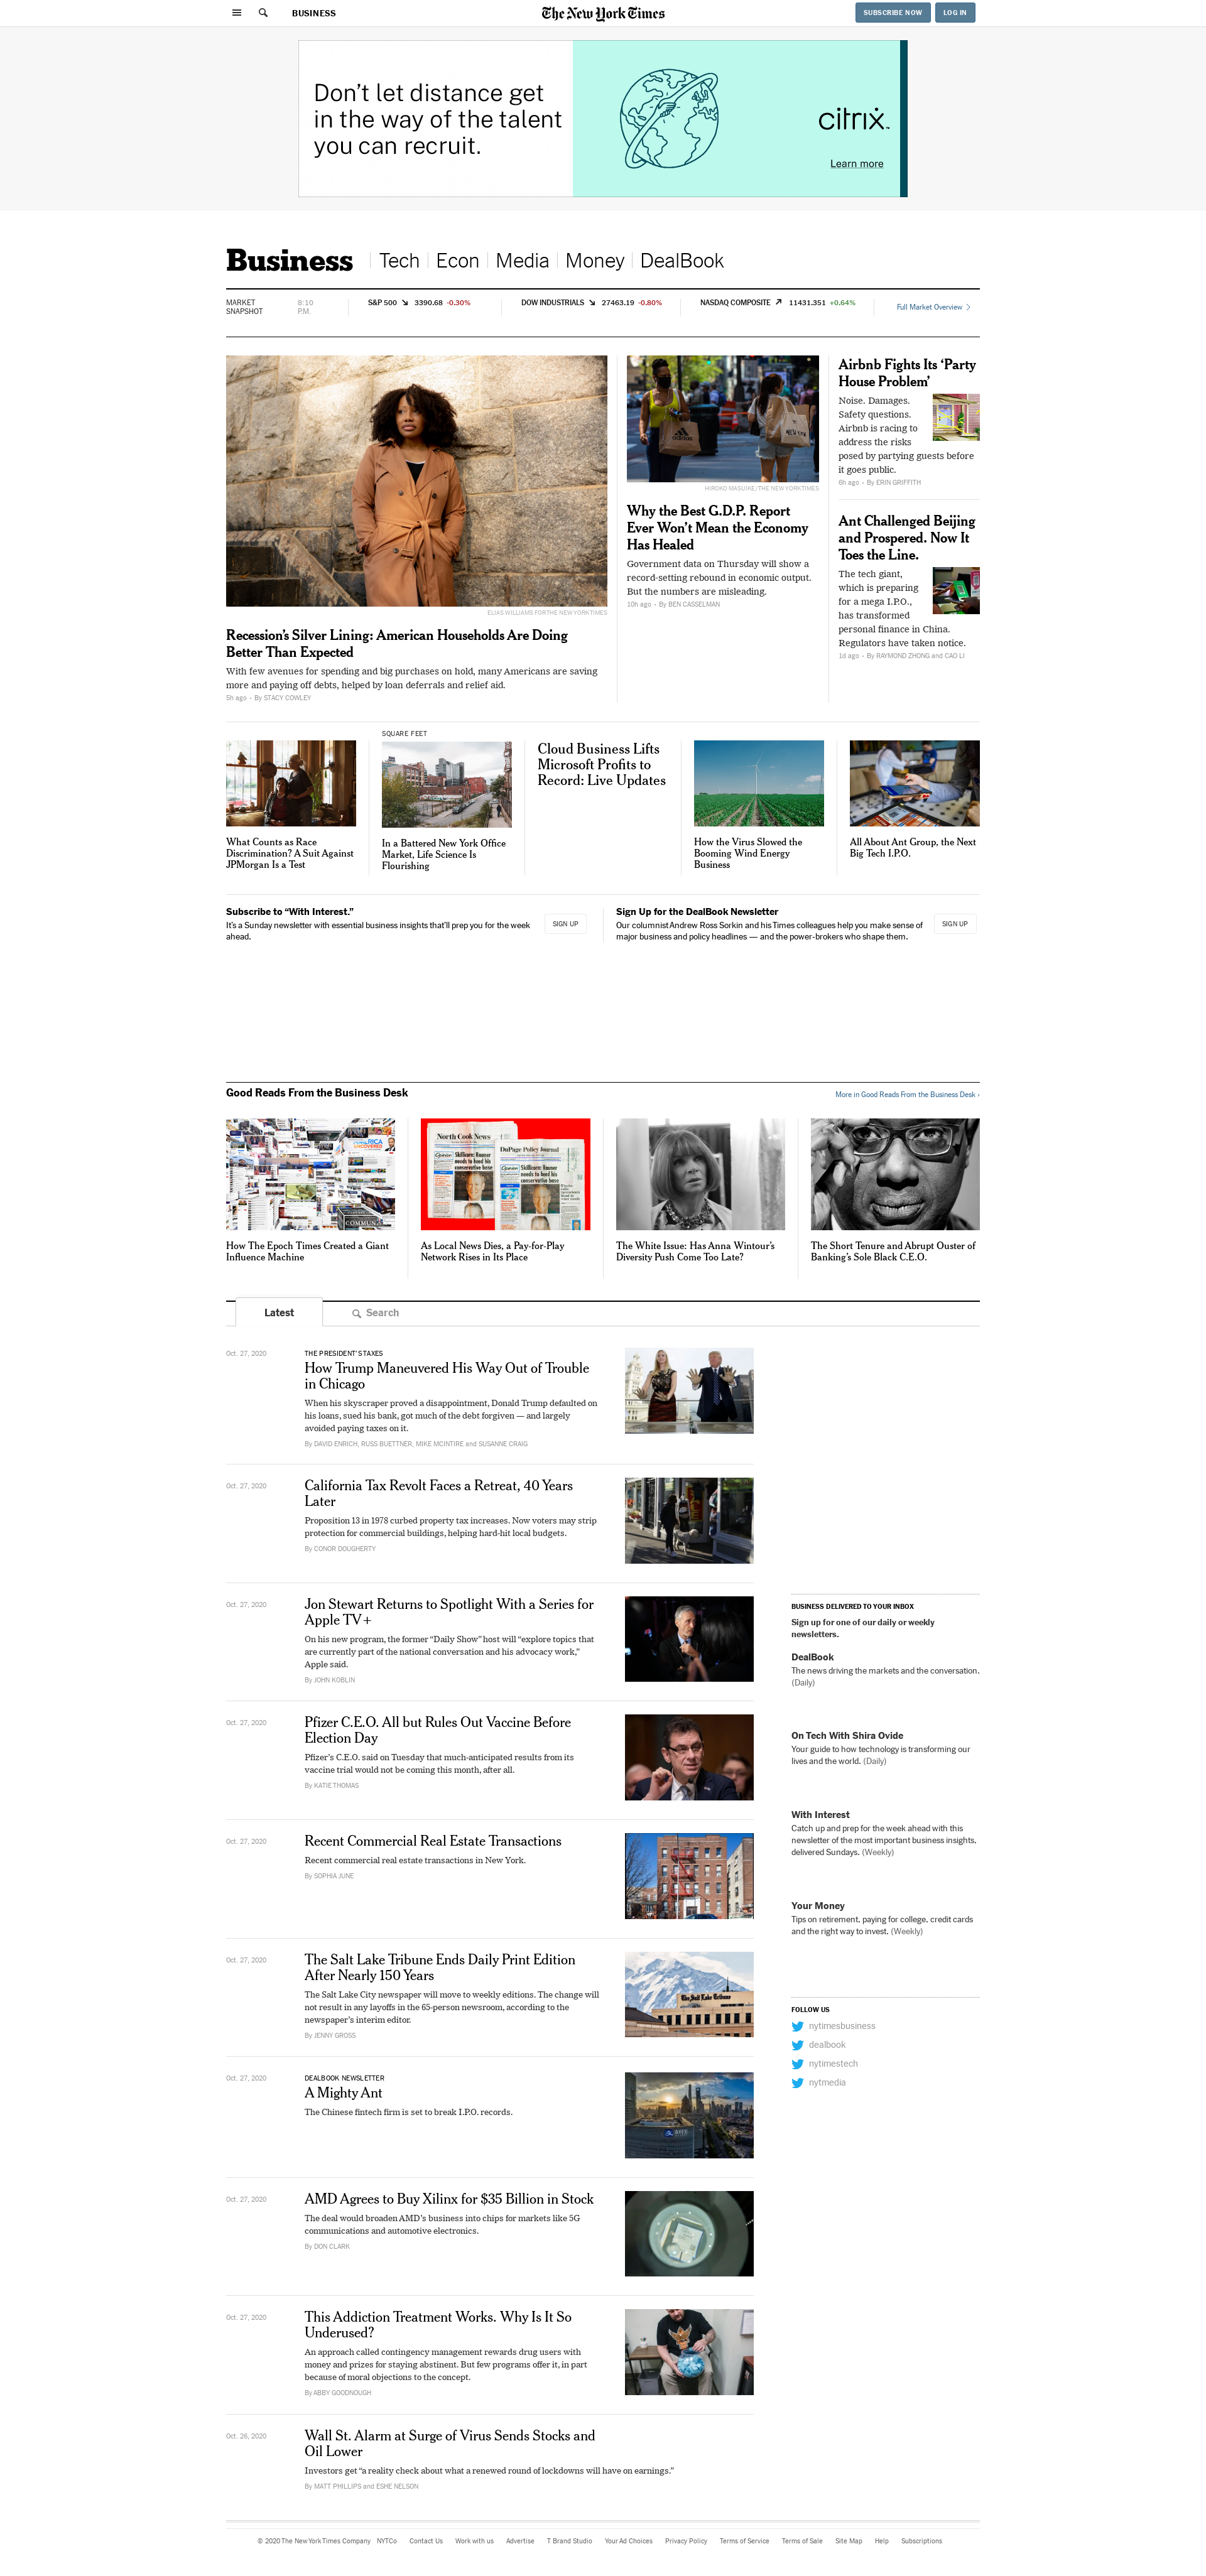 BUSINESS
The New York Times
SUBSCRIBE NOW
LOG IN
Don't let distance get
in the way of the talent
you can recruit.
citrix™
Learn more
Business
Tech
Econ
Media
Money
DealBook
MARKET
SNAPSHOT
8:10
P.M.
S&P 500 3390.68 -0.30%
DOW INDUSTRIALS 27463.19 -0.80%
NASDAQ COMPOSITE 11431.351 +0.64%
Full Market Overview
ELIAS WILLIAMS FOR THE NEW YORK TIMES
Recession's Silver Lining: American Households Are Doing
Better Than Expected
With few avenues for spending and big purchases on hold, many Americans are saving
more and paying off debts, helped by loan deferrals and relief aid.
5h ago • By STACY COWLEY
HIROKO MASUIKE/THE NEW YORK TIMES
Why the Best G.D.P. Report
Ever Won't Mean the Economy
Has Healed
Government data on Thursday will show a
record-setting rebound in economic output.
But the numbers are misleading.
10h ago • By BEN CASSELMAN
Airbnb Fights Its 'Party
House Problem'
Noise. Damages.
Safety questions.
Airbnb is racing to
address the risks
posed by partying guests before
it goes public.
6h ago • By ERIN GRIFFITH
Ant Challenged Beijing
and Prospered. Now It
Toes the Line.
The tech giant,
which is preparing
for a mega I.P.O.,
has transformed
personal finance in China.
Regulators have taken notice.
1d ago • By RAYMOND ZHONG and CAO LI
What Counts as Race
Discrimination? A Suit Against
JPMorgan Is a Test
SQUARE FEET
In a Battered New York Office
Market, Life Science Is
Flourishing
Cloud Business Lifts
Microsoft Profits to
Record: Live Updates
How the Virus Slowed the
Booming Wind Energy
Business
All About Ant Group, the Next
Big Tech I.P.O.
Subscribe to “With Interest.”
It's a Sunday newsletter with essential business insights that'll prep you for the week
ahead.
SIGN UP
Sign Up for the DealBook Newsletter
Our columnist Andrew Ross Sorkin and his Times colleagues help you make sense of
major business and policy headlines — and the power-brokers who shape them.
SIGN UP
Good Reads From the Business Desk
More in Good Reads From the Business Desk ›
North Cook News
DuPage Policy Journal
How The Epoch Times Created a Giant
Influence Machine
As Local News Dies, a Pay-for-Play
Network Rises in Its Place
The White Issue: Has Anna Wintour's
Diversity Push Come Too Late?
The Short Tenure and Abrupt Ouster of
Banking's Sole Black C.E.O.
Latest
Search
Oct. 27, 2020
THE PRESIDENT'S TAXES
How Trump Maneuvered His Way Out of Trouble
in Chicago
When his skyscraper proved a disappointment, Donald Trump defaulted on
his loans, sued his bank, got much of the debt forgiven — and largely
avoided paying taxes on it.
By DAVID ENRICH, RUSS BUETTNER, MIKE MCINTIRE and SUSANNE CRAIG
Oct. 27, 2020
California Tax Revolt Faces a Retreat, 40 Years
Later
Proposition 13 in 1978 curbed property tax increases. Now voters may strip
protection for commercial buildings, helping hard-hit local budgets.
By CONOR DOUGHERTY
Oct. 27, 2020
Jon Stewart Returns to Spotlight With a Series for
Apple TV+
On his new program, the former “Daily Show” host will “explore topics that
are currently part of the national conversation and his advocacy work,”
Apple said.
By JOHN KOBLIN
Oct. 27, 2020
Pfizer C.E.O. All but Rules Out Vaccine Before
Election Day
Pfizer's C.E.O. said on Tuesday that much-anticipated results from its
vaccine trial would not be coming this month, after all.
By KATIE THOMAS
Oct. 27, 2020
Recent Commercial Real Estate Transactions
Recent commercial real estate transactions in New York.
By SOPHIA JUNE
Oct. 27, 2020
The Salt Lake Tribune Ends Daily Print Edition
After Nearly 150 Years
The Salt Lake City newspaper will move to weekly editions. The change will
not result in any layoffs in the 65-person newsroom, according to the
newspaper's interim editor.
By JENNY GROSS
The Salt Lake Tribune
Oct. 27, 2020
DEALBOOK NEWSLETTER
A Mighty Ant
The Chinese fintech firm is set to break I.P.O. records.
Oct. 27, 2020
AMD Agrees to Buy Xilinx for $35 Billion in Stock
The deal would broaden AMD's business into chips for markets like 5G
communications and automotive electronics.
By DON CLARK
Oct. 27, 2020
This Addiction Treatment Works. Why Is It So
Underused?
An approach called contingency management rewards drug users with
money and prizes for staying abstinent. But few programs offer it, in part
because of moral objections to the concept.
By ABBY GOODNOUGH
Oct. 26, 2020
Wall St. Alarm at Surge of Virus Sends Stocks and
Oil Lower
Investors get “a reality check about what a renewed round of lockdowns will have on earnings.”
By MATT PHILLIPS and ESHE NELSON
BUSINESS DELIVERED TO YOUR INBOX
Sign up for one of our daily or weekly
newsletters.
DealBook
The news driving the markets and the conversation.
(Daily)
On Tech With Shira Ovide
Your guide to how technology is transforming our
lives and the world. (Daily)
With Interest
Catch up and prep for the week ahead with this
newsletter of the most important business insights,
delivered Sundays. (Weekly)
Your Money
Tips on retirement, paying for college, credit cards
and the right way to invest. (Weekly)
FOLLOW US
nytimesbusiness
dealbook
nytimestech
nytmedia
© 2020 The New York Times Company NYTCo Contact Us Work with us Advertise T Brand Studio Your Ad Choices Privacy Policy Terms of Service Terms of Sale Site Map Help Subscriptions